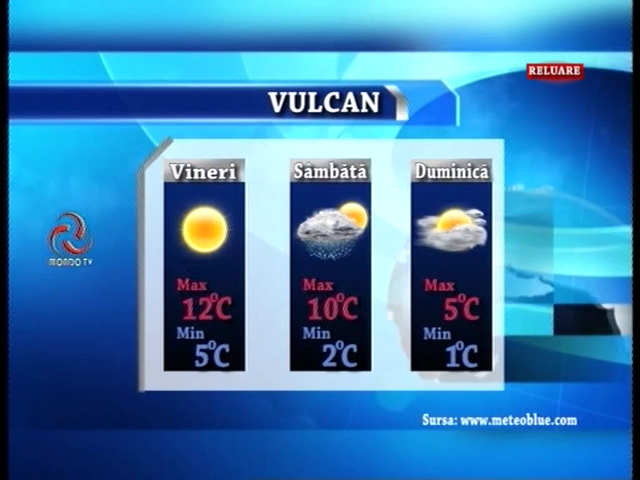 RELUARE
VULCAN
Vineri
Sâmbătă
Duminică
MONDO TV
Max
12°C
Min
5°C
Max
10°C
Min
2°C
Max
5°C
Min
1°C
Sursa: www.meteoblue.com